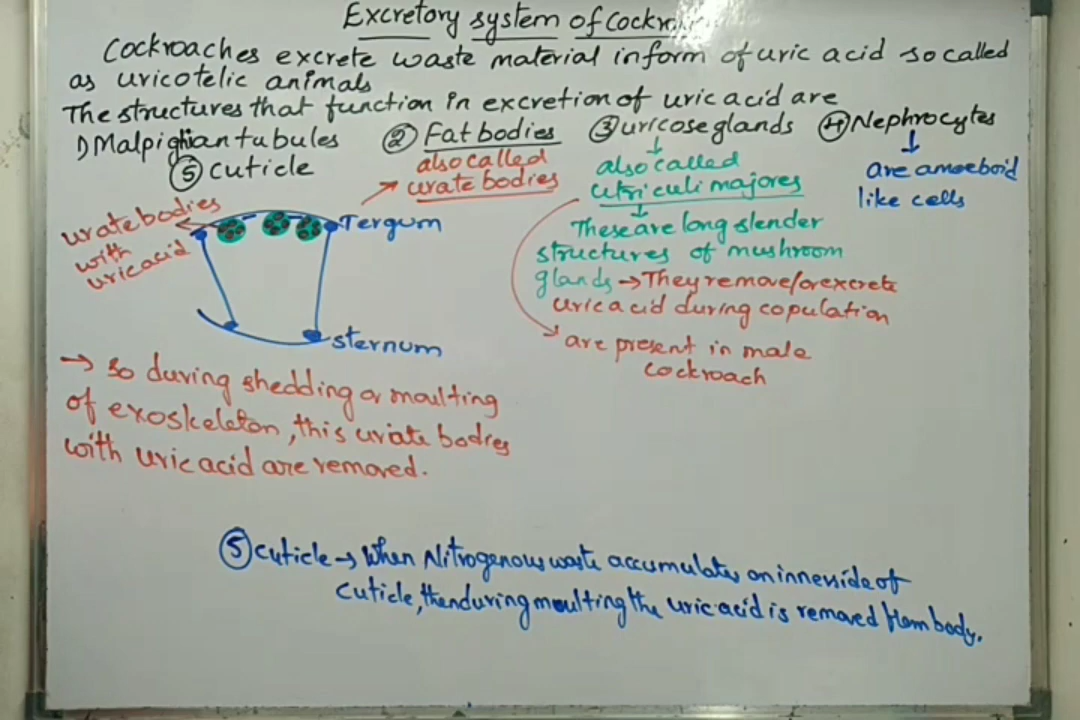 Excretory system of Cockr
Cockroaches excrete waste material in form of uric acid so called
as uricotelic animals
The structures that function in excretion of uric acid are
1) Malpighian tubules ② Fat bodies ③ uricose glands ④ Nephrocytes
⑤ cuticle
also called
urate bodies
also called
utriculi majores
are amoeboid
like cells
urate bodies
with
uric acid
Tergum
sternum
These are long slender
structures of mushroom
glands → They remove/or excrete
uric acid during copulation
are present in male
cockroach
→ so during shedding or moulting
of exoskeleton, this uriate bodies
with uric acid are removed.
⑤ cuticle → When Nitrogenous waste accumulates on innerside of
cuticle, then during moulting the uric acid is removed from body.